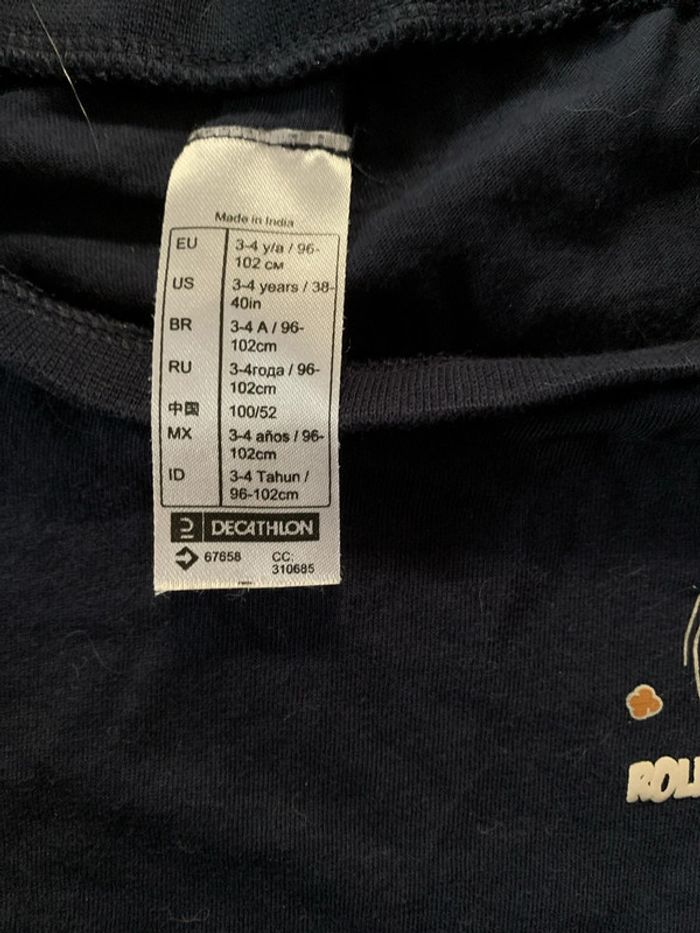 Made in India
EU 3-4 y/a / 96-
102 см
US 3-4 years / 38-
40in
BR 3-4 A / 96-
102cm
RU 3-4года / 96-
102cm
中国 100/52
MX 3-4 años / 96-
102cm
ID 3-4 Tahun /
96-102cm
DECATHLON
67658 CC:
310685